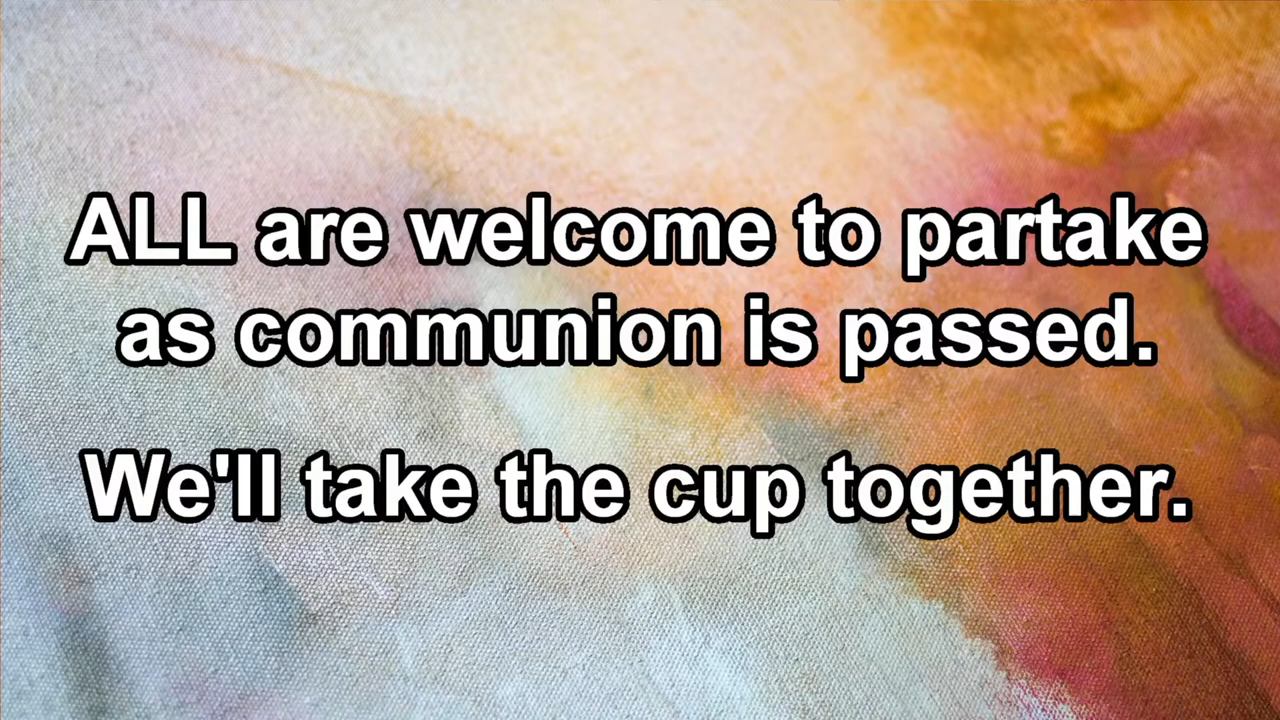 ALL are welcome to partake
as communion is passed.
We'll take the cup together.